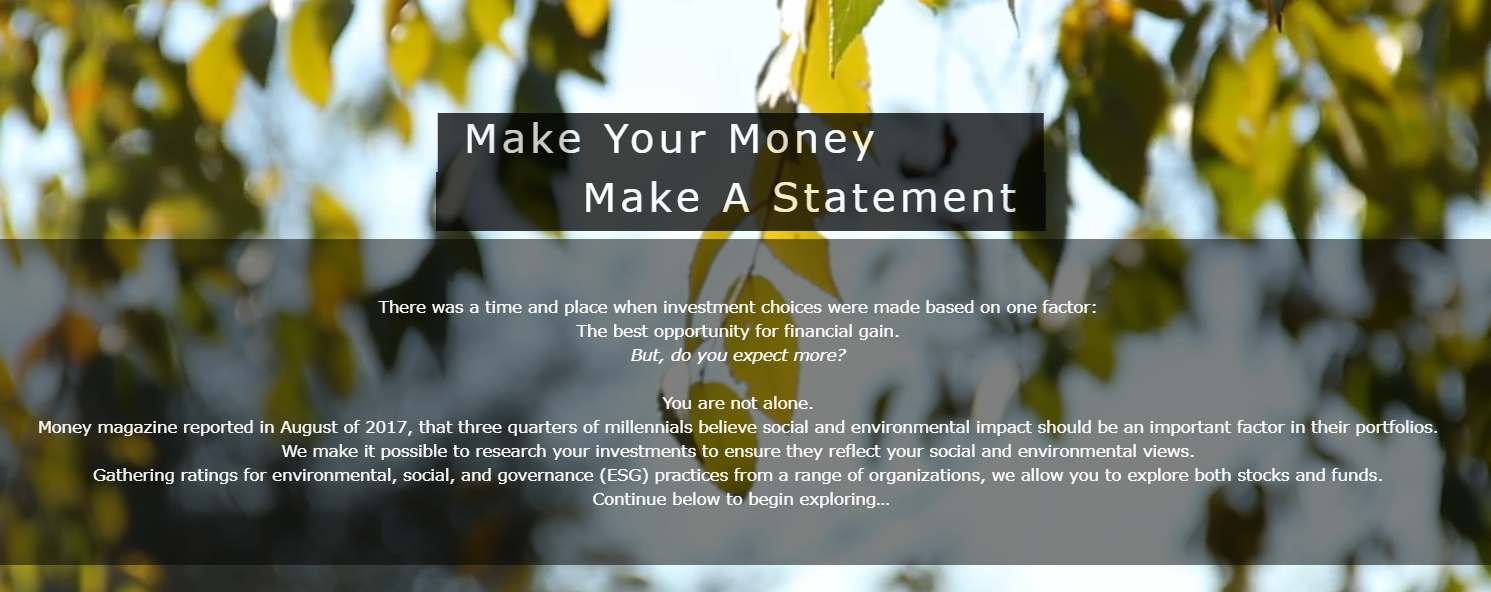 Make Your Money
Make A Statement
There was a time and place when investment choices were made based on one factor:
The best opportunity for financial gain.
But, do you expect more?
You are not alone.
Money magazine reported in August of 2017, that three quarters of millennials believe social and environmental impact should be an important factor in their portfolios.
We make it possible to research your investments to ensure they reflect your social and environmental views.
Gathering ratings for environmental, social, and governance (ESG) practices from a range of organizations, we allow you to explore both stocks and funds.
Continue below to begin exploring...